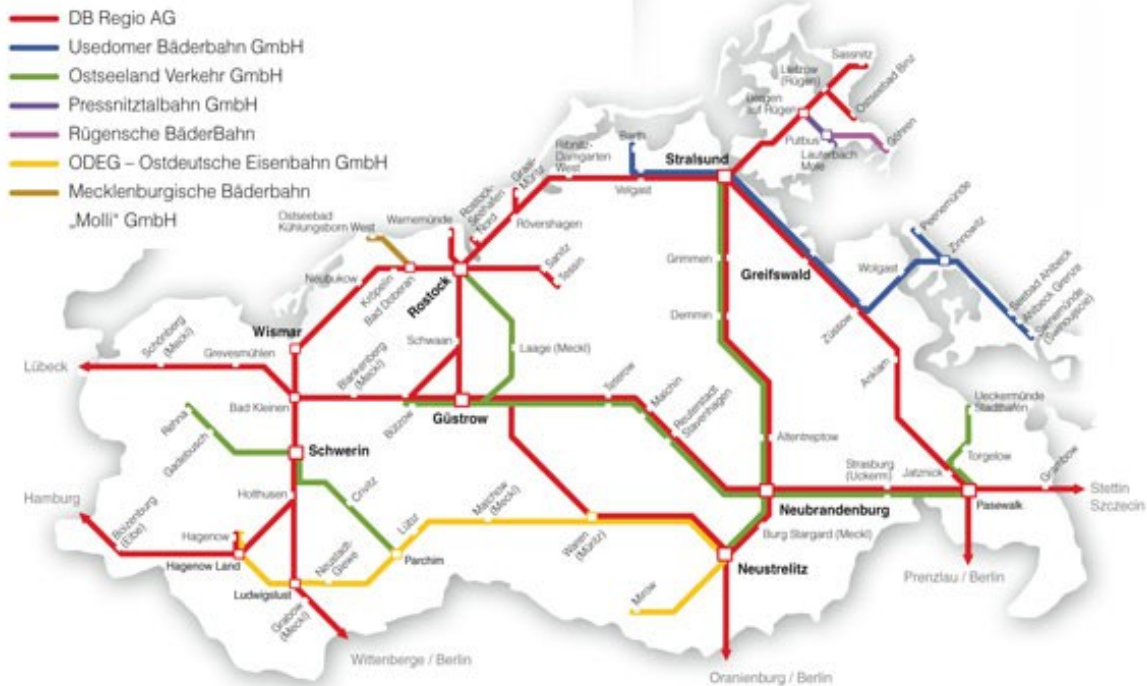 DB Regio AG
Usedomer Bäderbahn GmbH
Ostseeland Verkehr GmbH
Pressnitztalbahn GmbH
Rügensche BäderBahn
ODEG – Ostdeutsche Eisenbahn GmbH
Mecklenburgische Bäderbahn
„Molli" GmbH
Sassnitz
Lietzow
(Rügen)
Ostseebad Binz
Bergen
auf Rügen
Putbus
Lauterbach
Mole
Göhren
Barth
Stralsund
Velgast
Ribnitz-
Damgarten
West
Graal-
Müritz
Rövershagen
Rostock-
Seehafen
Nord
Warnemünde
Ostseebad
Kühlungsborn West
Neubukow
Kröpelin
Bad Doberan
Rostock
Sanitz
Tessin
Peenemünde
Zinnowitz
Wolgast
Seebad Ahlbeck
Ahlbeck Grenze
Swinemünde
(Swinoujscie)
Grimmen
Greifswald
Demmin
Züssow
Anklam
Wismar
Schönberg
(Meckl)
Grevesmühlen
Lübeck
Blankenberg
(Meckl)
Schwaan
Laage (Meckl)
Bad Kleinen
Bützow
Güstrow
Teterow
Malchin
Reuterstadt
Stavenhagen
Altentreptow
Ueckermünde
Stadthafen
Torgelow
Rehna
Gadebusch
Schwerin
Crivitz
Holthusen
Hamburg
Boizenburg
(Elbe)
Hagenow
Hagenow Land
Ludwigslust
Neustadt-
Glewe
Grabow
(Meckl)
Wittenberge / Berlin
Parchim
Lübz
Malchow
(Meckl)
Waren
(Müritz)
Mirow
Neustrelitz
Burg Stargard (Meckl)
Neubrandenburg
Strasburg
(Uckerm)
Jatznick
Pasewalk
Grambow
Stettin
Szczecin
Prenzlau / Berlin
Oranienburg / Berlin